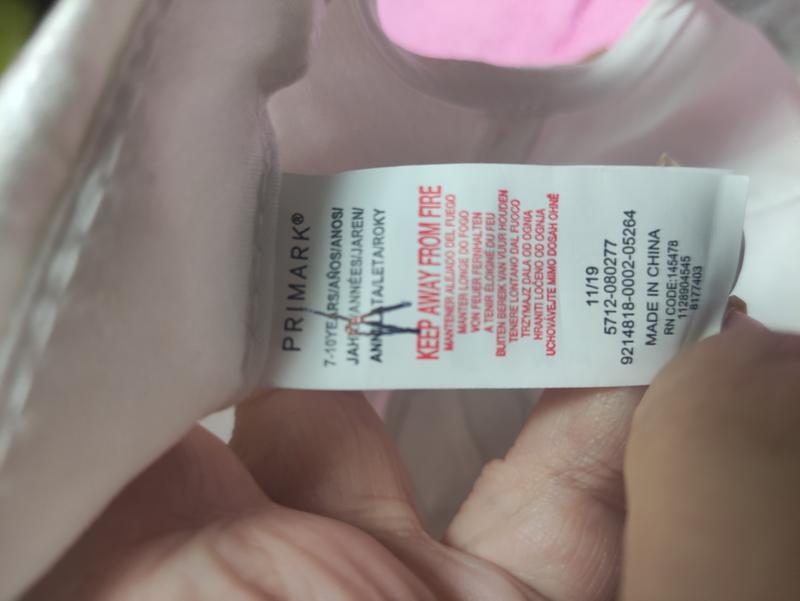 PRIMARK®
7-10YEARS/AÑOS/ANOS/
JAHRE/ANNÉES/JAREN/
ANNI/LATA/LETA/ROKY
KEEP AWAY FROM FIRE
MANTENER ALEJADO DEL FUEGO
MANTER LONGE DO FOGO
VON FEUER FERNHALTEN
A TENIR ÉLOIGNÉ DU FEU
BUITEN BEREIK VAN VUUR HOUDEN
TENERE LONTANO DAL FUOCO
TRZYMAJZ DALA OD OGNIA
HRANITI LOČENO OD OGNJA
UCHOVÁVEJTE MIMO DOSAH OHNĚ
11/19
5712-080277
9214818-0002-05264
MADE IN CHINA
RN CODE:145478
1128904545
8177403